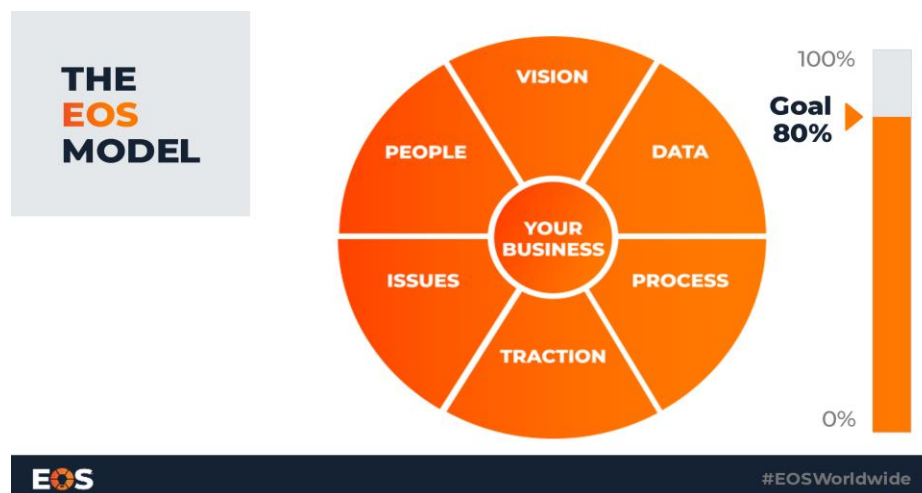 THE
EOS
MODEL
VISION
PEOPLE
DATA
YOUR
BUSINESS
ISSUES
PROCESS
TRACTION
100%
Goal
80%
0%
EOS
#EOSWorldwide